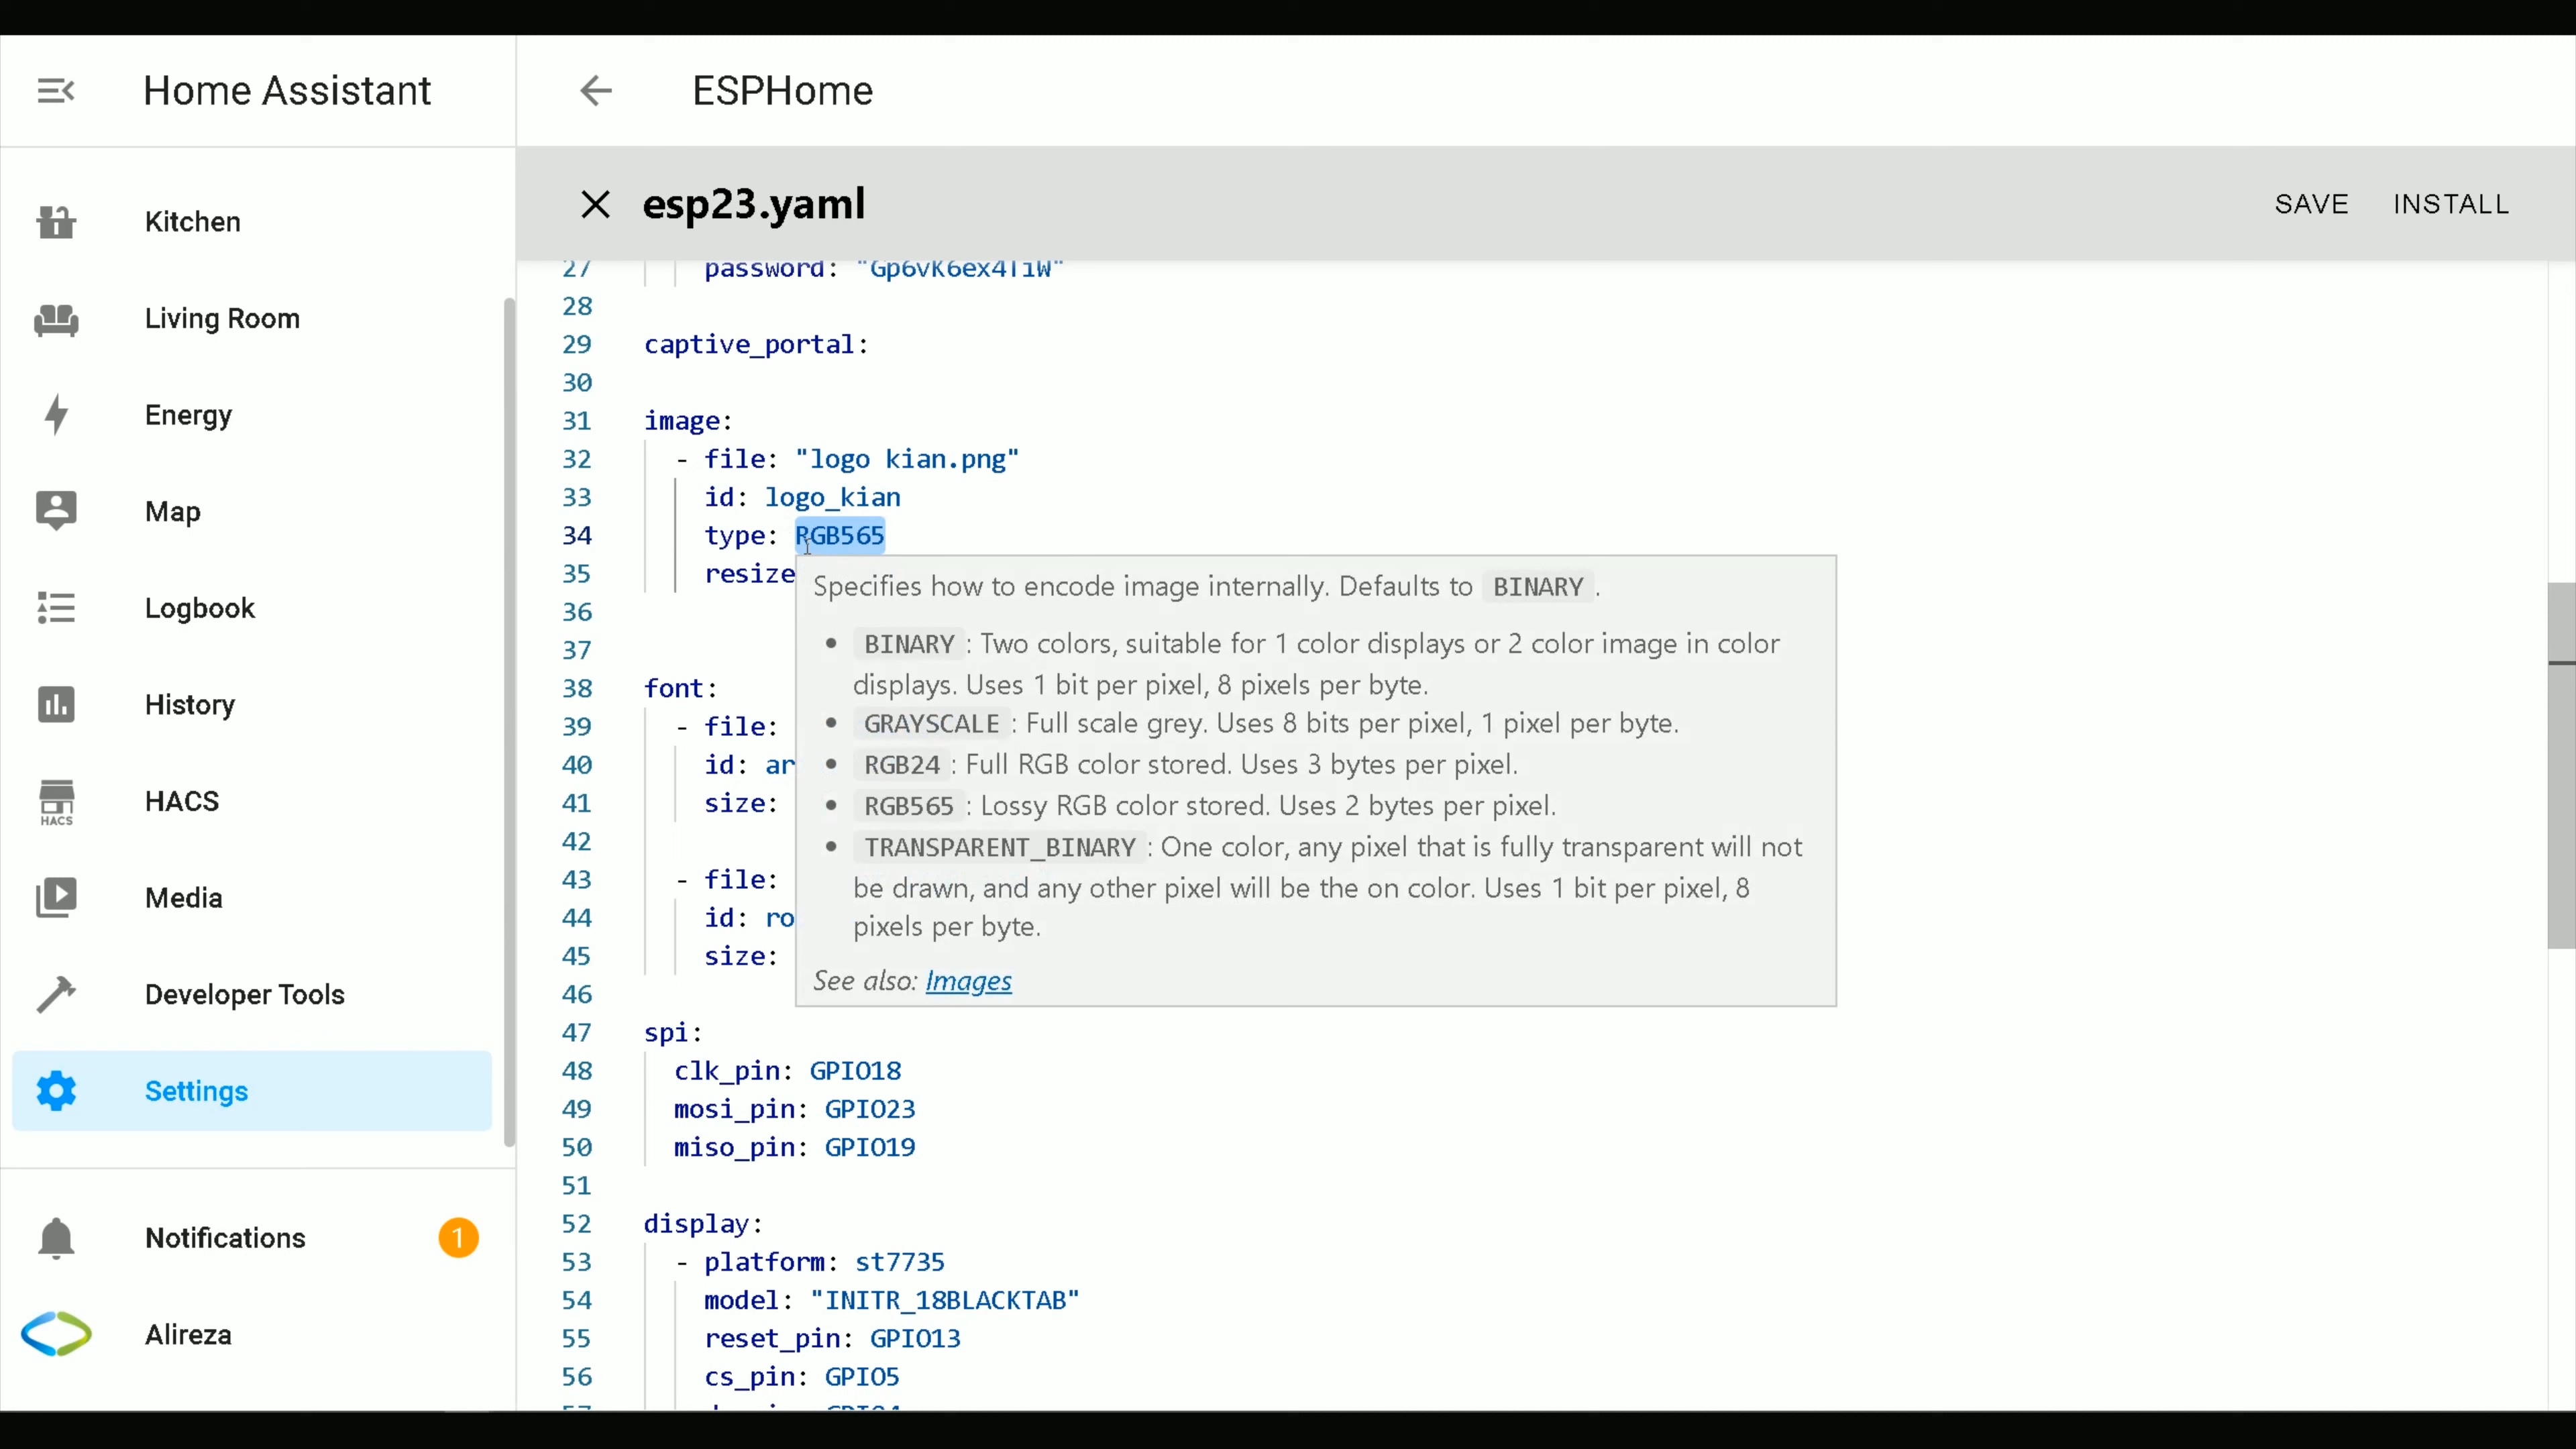 Home Assistant
ESPHome
esp23.yaml
SAVE INSTALL
Kitchen
Living Room
Energy
Map
Logbook
History
HACS
HACS
Media
Developer Tools
Settings
Notifications 1
Alireza
27 password:
28
29 captive_portal:
30
31 image:
32 - file: "logo kian.png"
33 id: logo_kian
34 type: RGB565
35 resize
36
37
38 font:
39 - file:
40 id: ar
41 size:
42
43 - file:
44 id: ro
45 size:
46
47 spi:
48 clk_pin: GPIO18
49 mosi_pin: GPIO23
50 miso_pin: GPIO19
51
52 display:
53 - platform: st7735
54 model: "INITR_18BLACKTAB"
55 reset_pin: GPIO13
56 cs_pin: GPIO5
Specifies how to encode image internally. Defaults to BINARY .
• BINARY : Two colors, suitable for 1 color displays or 2 color image in color
displays. Uses 1 bit per pixel, 8 pixels per byte.
• GRAYSCALE : Full scale grey. Uses 8 bits per pixel, 1 pixel per byte.
• RGB24 : Full RGB color stored. Uses 3 bytes per pixel.
• RGB565 : Lossy RGB color stored. Uses 2 bytes per pixel.
• TRANSPARENT_BINARY : One color, any pixel that is fully transparent will not
be drawn, and any other pixel will be the on color. Uses 1 bit per pixel, 8
pixels per byte.
See also: Images